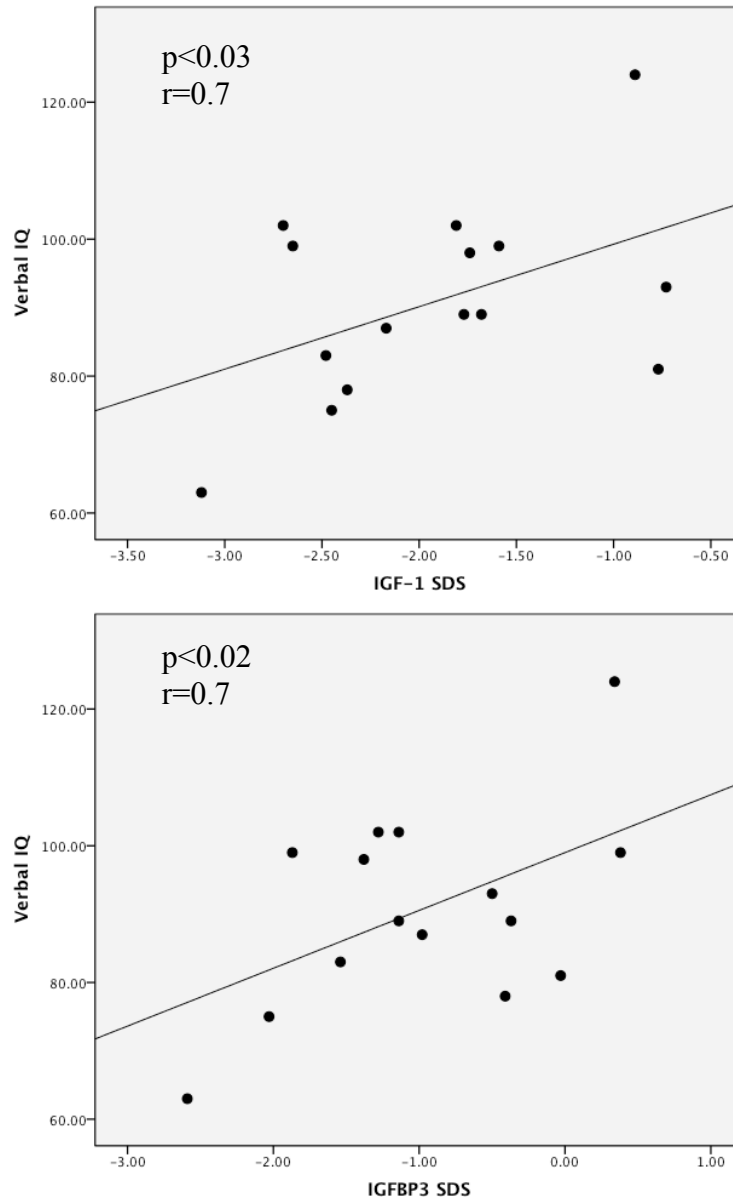 p<0.03
r=0.7
120.00
100.00
80.00
60.00
Verbal IQ
-3.50 -3.00 -2.50 -2.00 -1.50 -1.00 -0.50
IGF-1 SDS
p<0.02
r=0.7
120.00
100.00
80.00
60.00
Verbal IQ
-3.00 -2.00 -1.00 0.00 1.00
IGFBP3 SDS